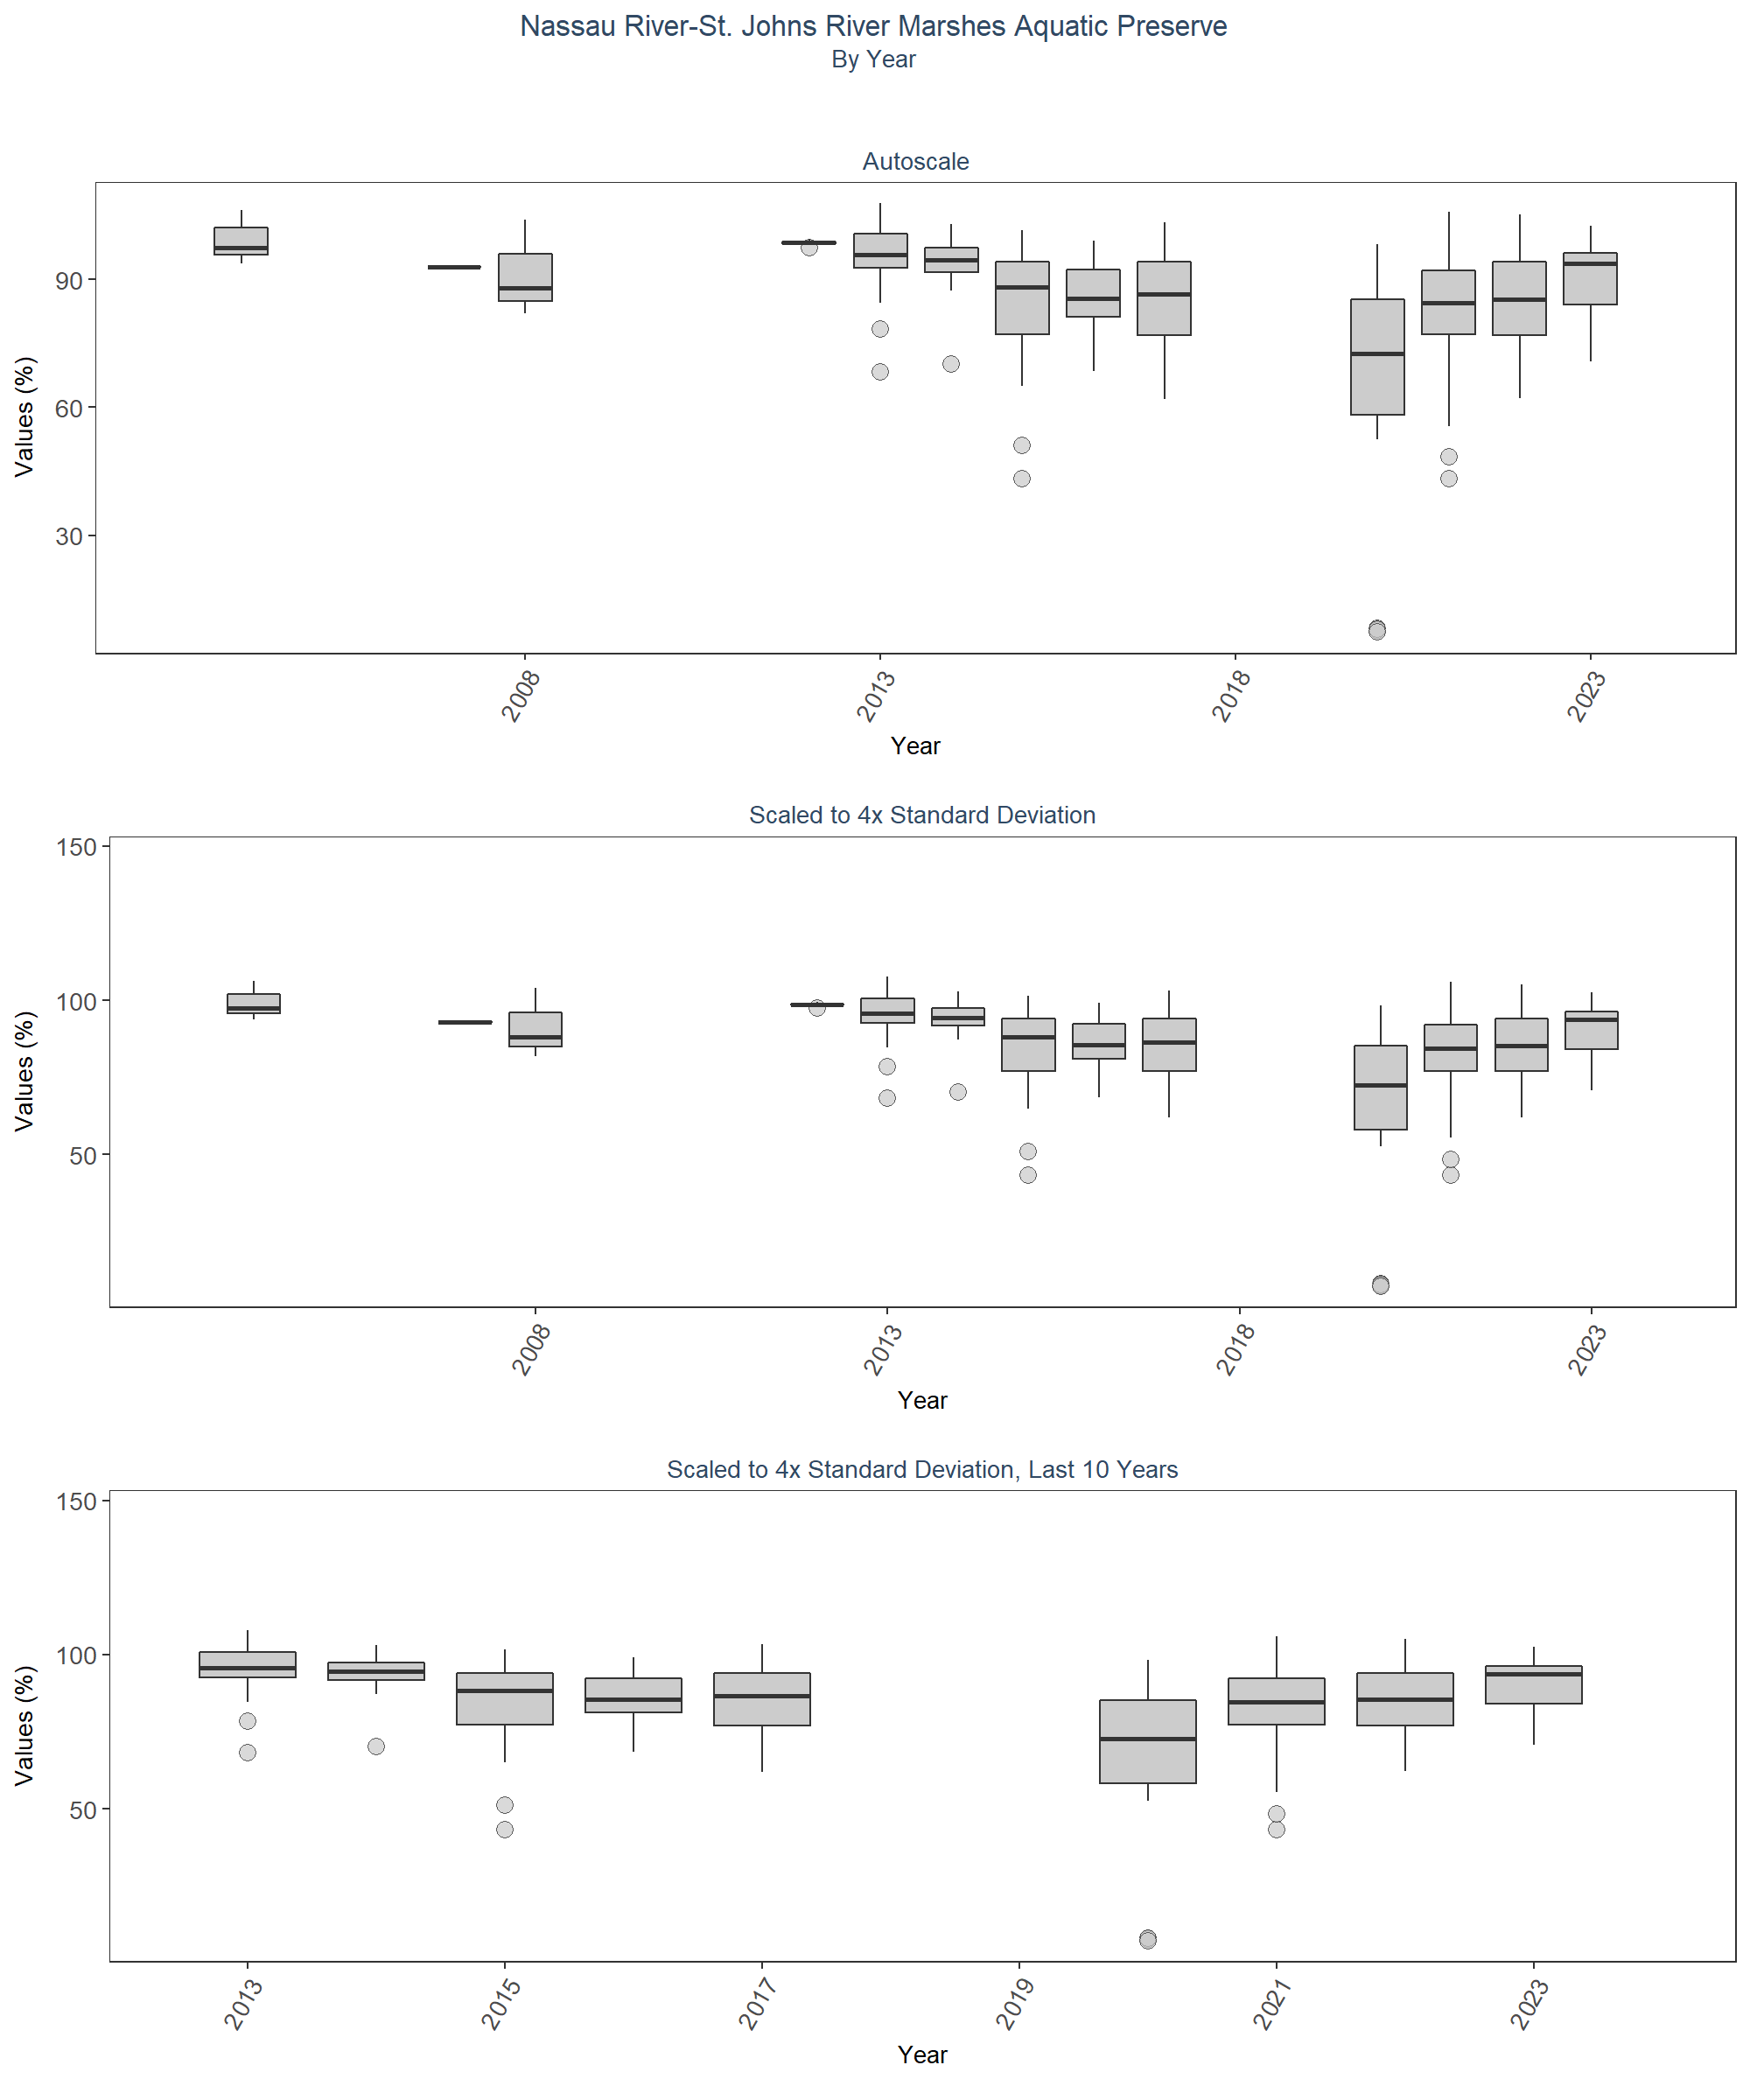 Nassau River-St. Johns River Marshes Aquatic Preserve
By Year
Autoscale
Values (%)
90
60
30
2008
2013
2018
2023
Year
Scaled to 4x Standard Deviation
Values (%)
150
100
50
2008
2013
2018
2023
Year
Scaled to 4x Standard Deviation, Last 10 Years
Values (%)
150
100
50
2013
2015
2017
2019
2021
2023
Year